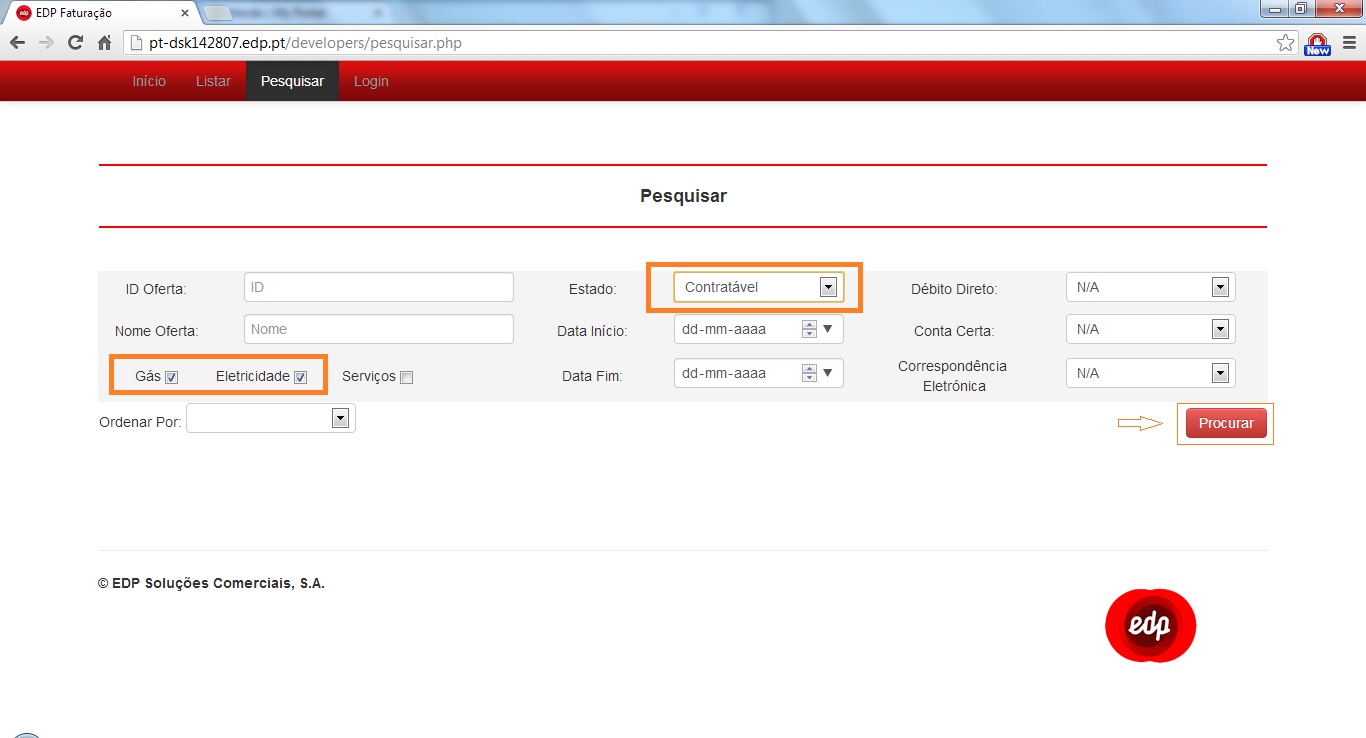 EDP Faturação
pt-dsk142807.edp.pt/developers/pesquisar.php
New
Início Listar Pesquisar Login
Pesquisar
ID Oferta: ID Estado: Contratável Débito Direto: N/A
Nome Oferta: Nome Data Início: dd-mm-aaaa Conta Certa: N/A
Gás Eletricidade Serviços Data Fim: dd-mm-aaaa Correspondência Eletrónica N/A
Ordenar Por: Procurar
© EDP Soluções Comerciais, S.A.
edp